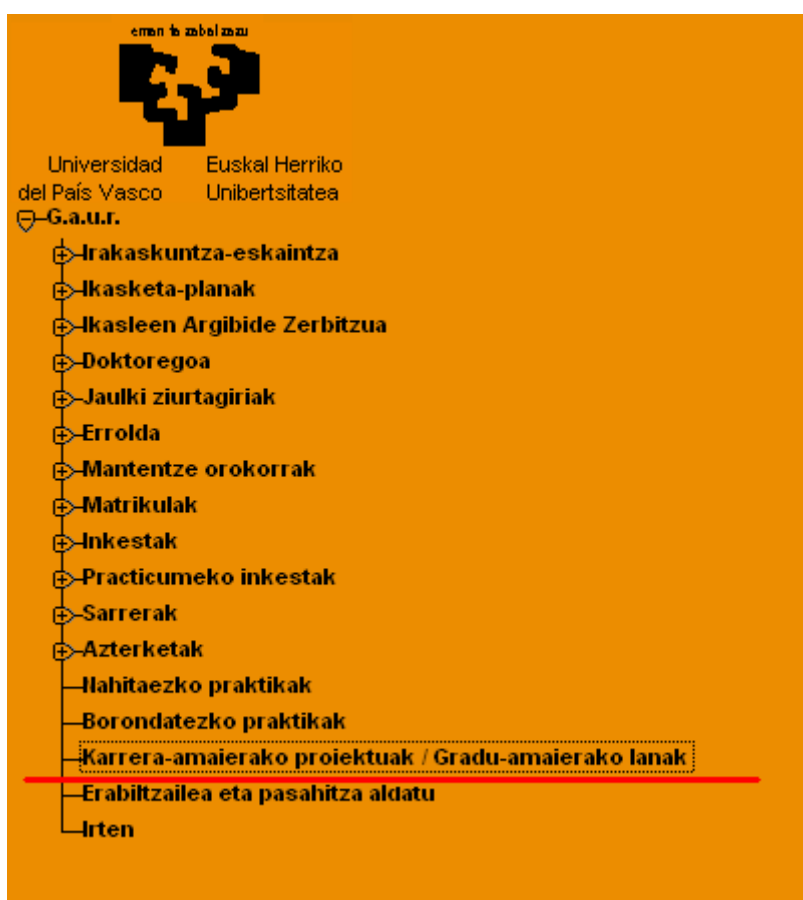 eman ta zabal zazu
Universidad Euskal Herriko
del País Vasco Unibertsitatea
G.a.u.r.
Irakaskuntza-eskaintza
Ikasketa-planak
Ikasleen Argibide Zerbitzua
Doktoregoa
Jaulki ziurtagiriak
Errolda
Mantentze orokorrak
Matrikulak
Inkestak
Practicumeko inkestak
Sarrerak
Azterketak
Nahitaezko praktikak
Borondatezko praktikak
Karrera-amaierako proiektuak / Gradu-amaierako lanak
Erabiltzailea eta pasahitza aldatu
Irten